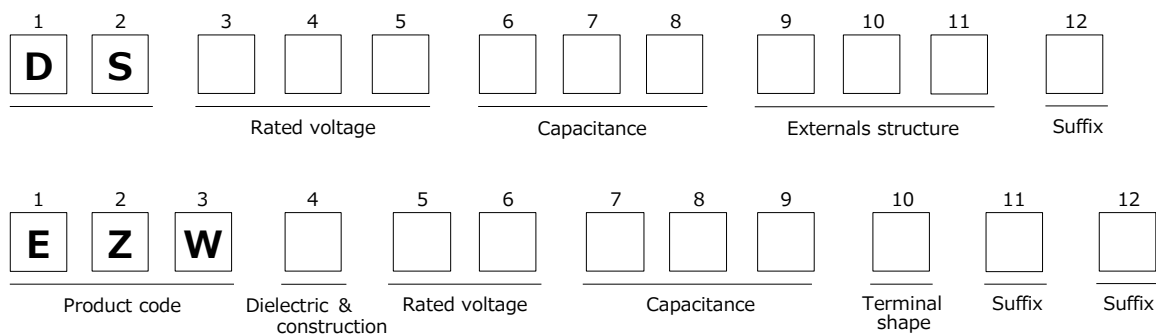 1 2 3 4 5 6 7 8 9 10 11 12
D S
Rated voltage Capacitance Externals structure Suffix
1 2 3 4 5 6 7 8 9 10 11 12
E Z W
Product code Dielectric & construction Rated voltage Capacitance Terminal shape Suffix Suffix